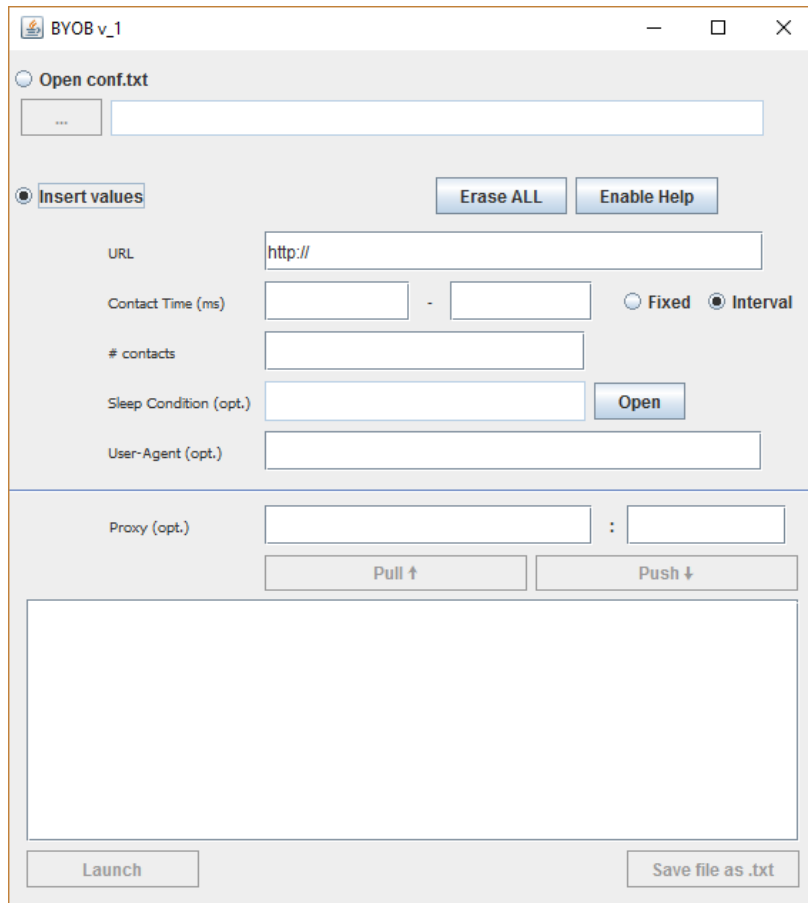 BYOB v_1
Open conf.txt
...
Insert values Erase ALL Enable Help
URL http://
Contact Time (ms) - Fixed Interval
# contacts
Sleep Condition (opt.) Open
User-Agent (opt.)
Proxy (opt.) :
Pull ↑ Push ↓
Launch Save file as .txt